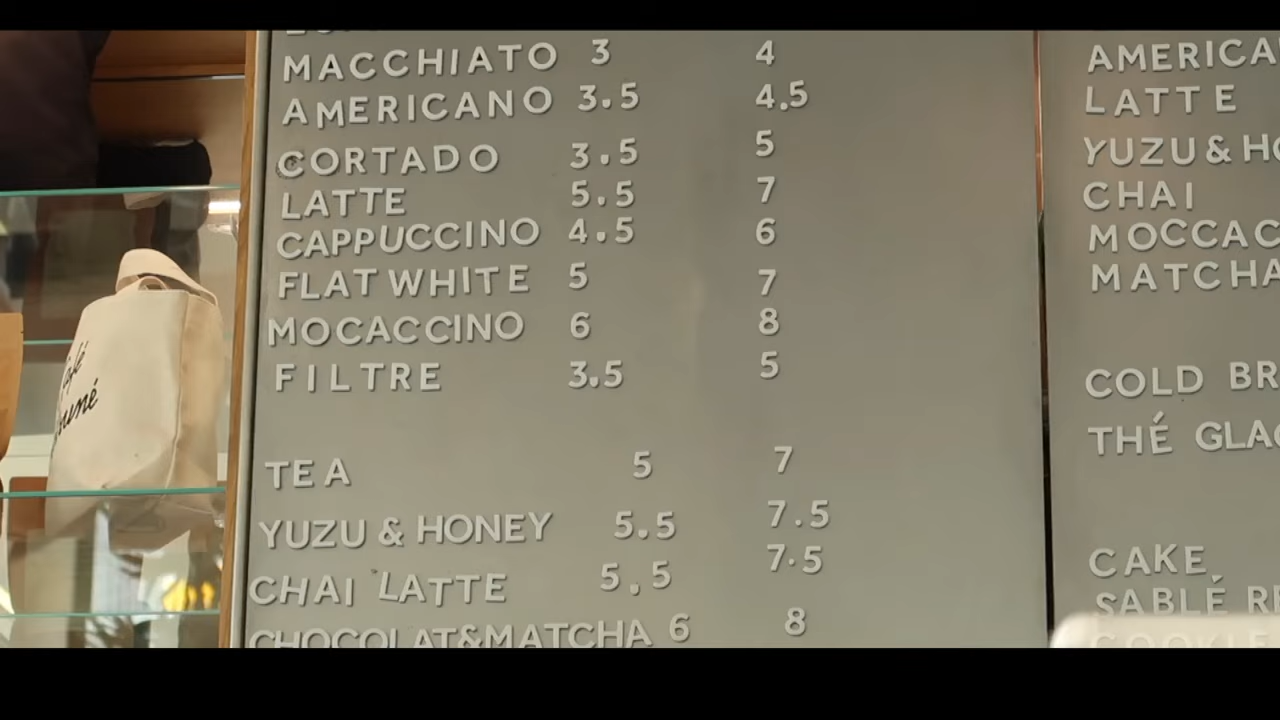 MACCHIATO 3 4
AMERICANO 3.5 4.5
CORTADO 3.5 5
LATTE 5.5 7
CAPPUCCINO 4.5 6
FLAT WHITE 5 7
MOCACCINO 6 8
FILTRE 3.5 5
TEA 5 7
YUZU & HONEY 5.5 7.5
CHAI LATTE 5.5 7.5
CHOCOLAT&MATCHA 6 8
AMERICA
LATTE
YUZU & HO
CHAI
MOCCAC
MATCHA
COLD BR
THÉ GLA
CAKE
SABLÉ